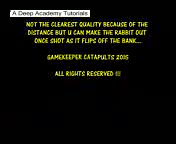 A Deep Academy Tutorials
NOT THE CLEAREST QUALITY BECAUSE OF THE
DISTANCE BUT U CAN MAKE THE RABBIT OUT
ONCE SHOT AS IT FLIPS OFF THE BANK...
GAMEKEEPER CATAPULTS 2015
ALL RIGHTS RESERVED !!!